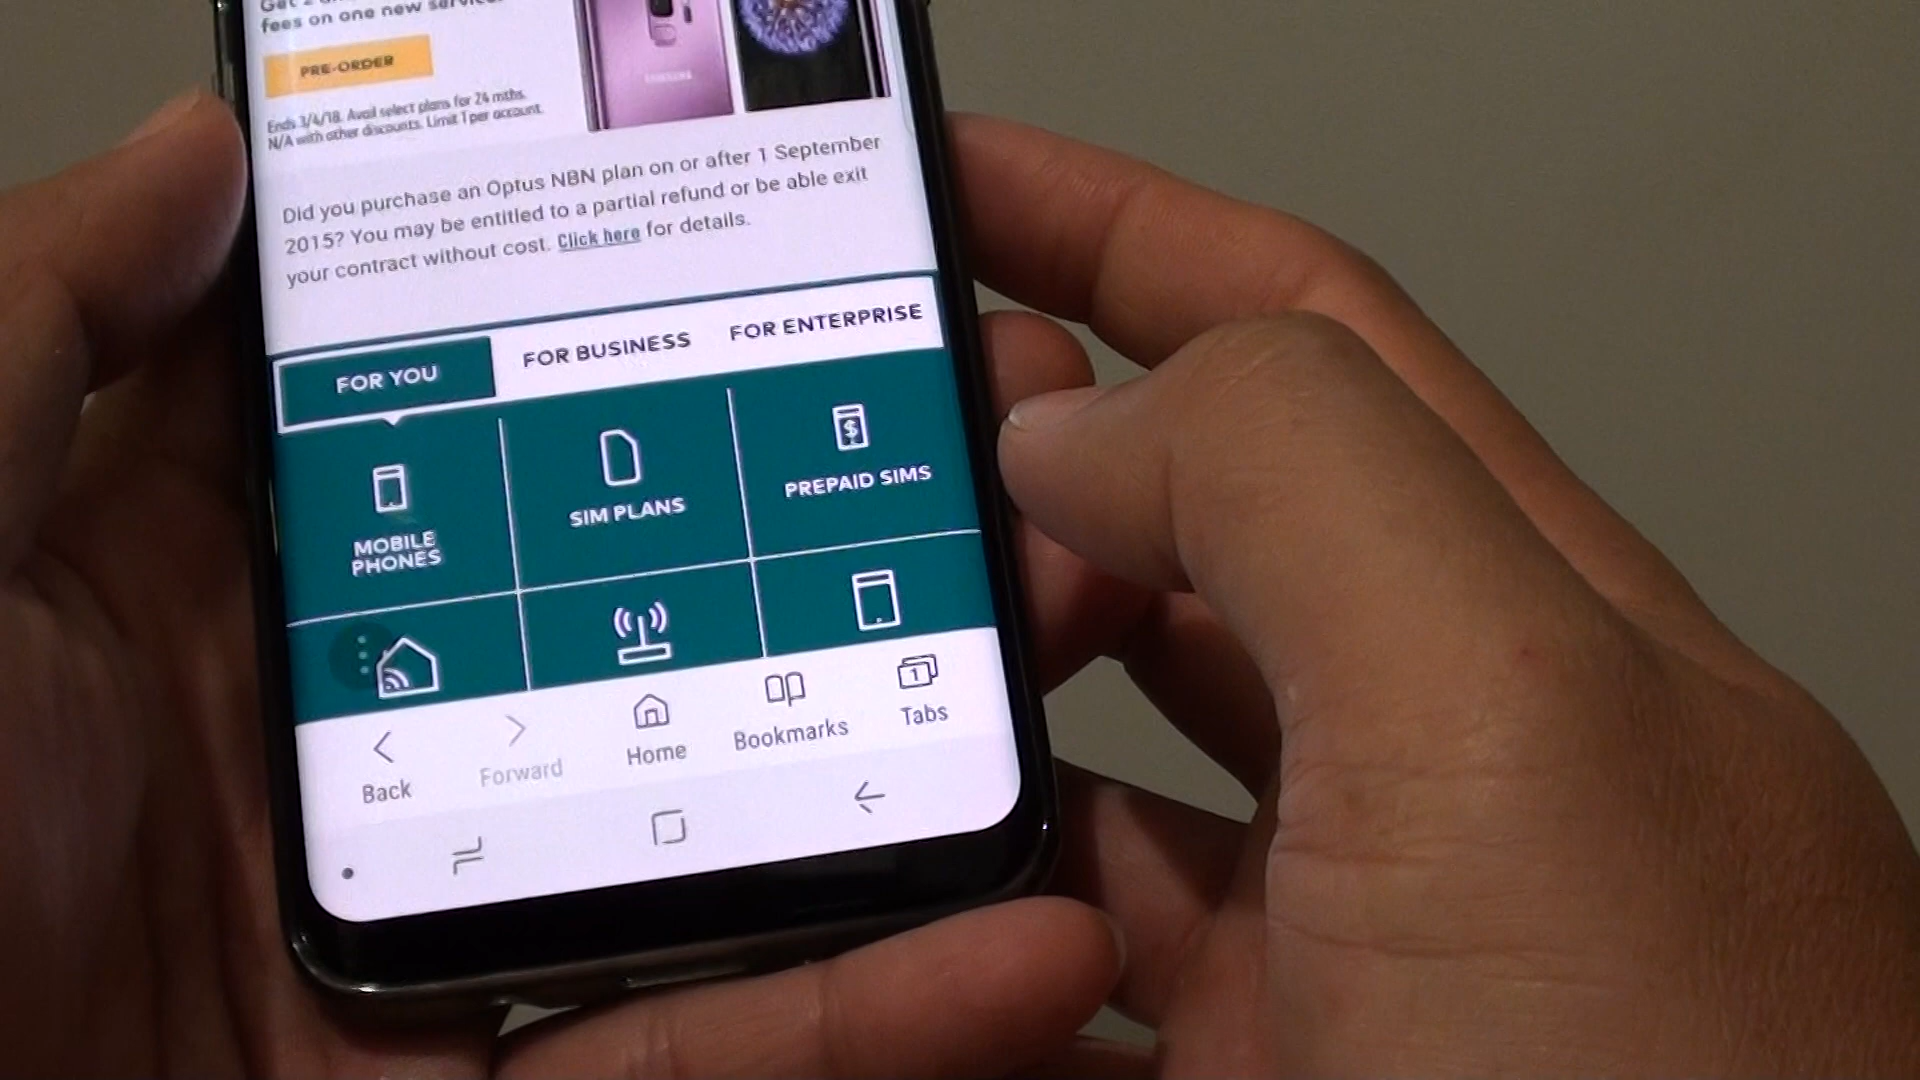 fees on one new service.
PRE-ORDER
SAMSUNG
Ends 3/4/18. Avail select plans for 24 mths.
N/A with other discounts. Limit 1 per account.
Did you purchase an Optus NBN plan on or after 1 September
2015? You may be entitled to a partial refund or be able exit
your contract without cost. Click here for details.
FOR YOU
FOR BUSINESS
FOR ENTERPRISE
MOBILE
PHONES
SIM PLANS
$
PREPAID SIMS
1
Back
Forward
Home
Bookmarks
Tabs